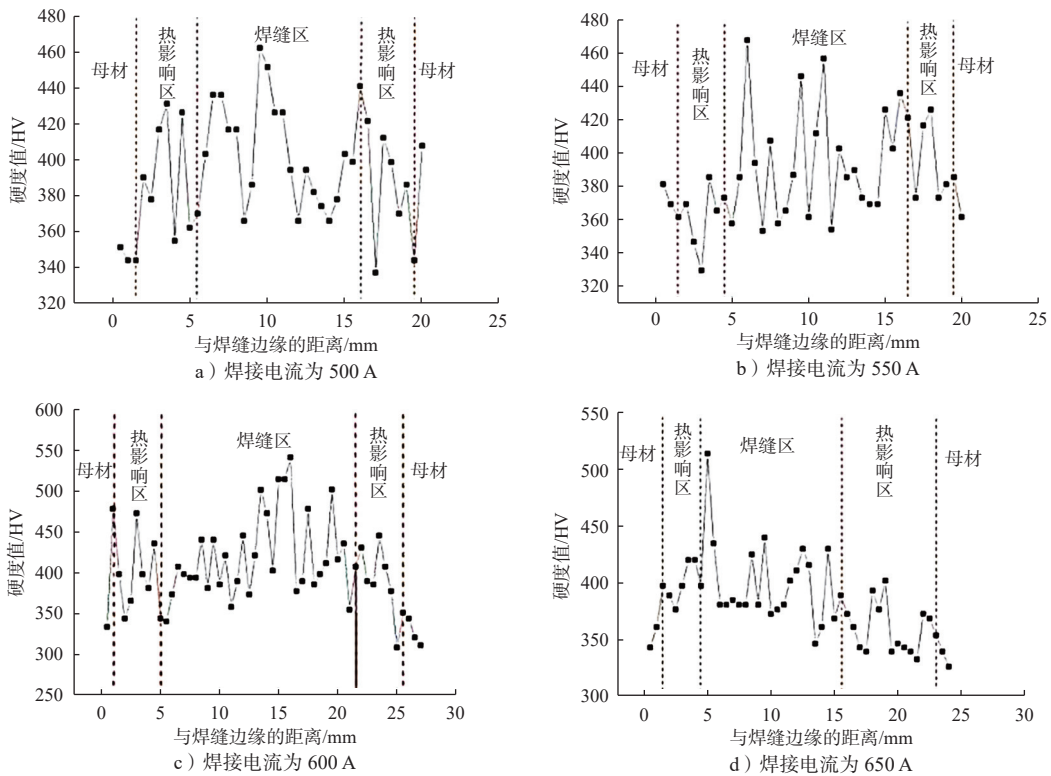 480
460
440
420
400
380
360
340
320
硬度值/HV
母材
热影响区
焊缝区
热影响区
母材
0 5 10 15 20 25
与焊缝边缘的距离/mm
a）焊接电流为 500 A
480
460
440
420
400
380
360
340
320
硬度值/HV
母材
热影响区
焊缝区
热影响区
母材
0 5 10 15 20 25
与焊缝边缘的距离/mm
b）焊接电流为 550 A
600
550
500
450
400
350
300
250
硬度值/HV
母材
热影响区
焊缝区
热影响区
母材
0 5 10 15 20 25 30
与焊缝边缘的距离/mm
c）焊接电流为 600 A
550
500
450
400
350
300
硬度值/HV
母材
热影响区
焊缝区
热影响区
母材
0 5 10 15 20 25 30
与焊缝边缘的距离/mm
d）焊接电流为 650 A